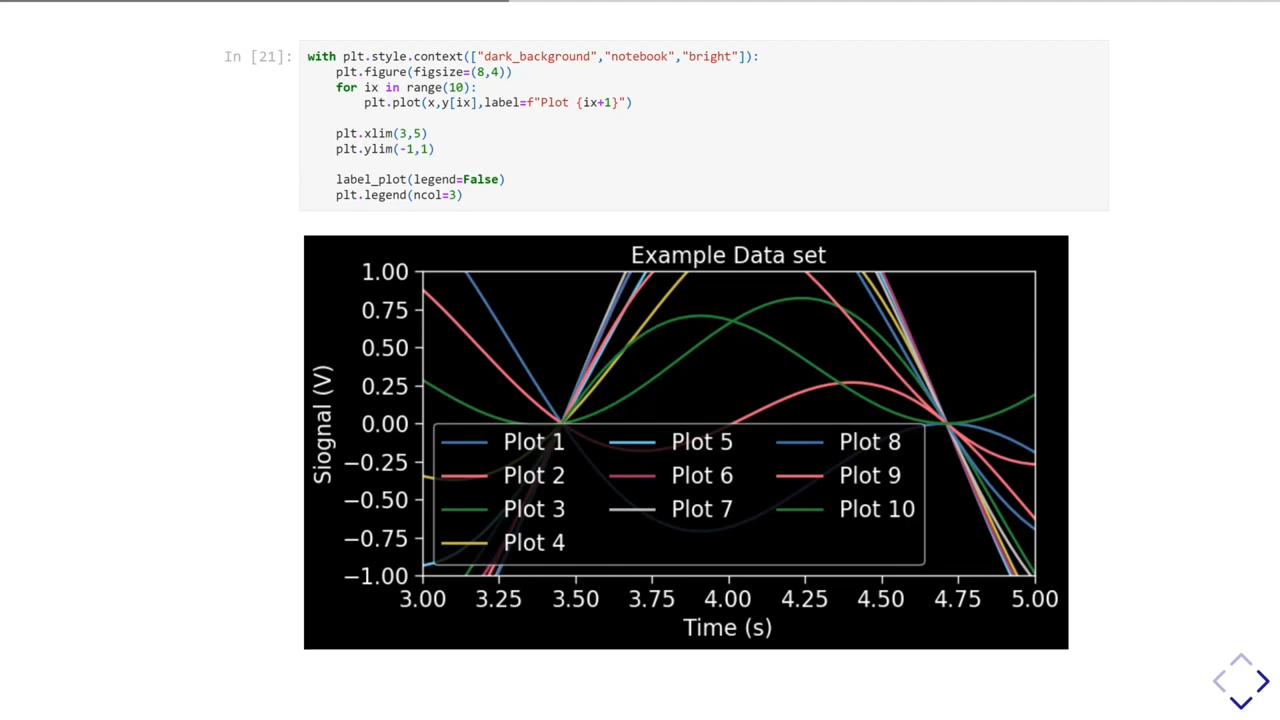 In [21]:
with plt.style.context(["dark_background","notebook","bright"]):
    plt.figure(figsize=(8,4))
    for ix in range(10):
        plt.plot(x,y[ix],label=f"Plot {ix+1}")
    plt.xlim(3,5)
    plt.ylim(-1,1)
    label_plot(legend=False)
    plt.legend(ncol=3)
Example Data set
1.00
0.75
0.50
0.25
0.00
−0.25
−0.50
−0.75
−1.00
Siognal (V)
Plot 1
Plot 2
Plot 3
Plot 4
Plot 5
Plot 6
Plot 7
Plot 8
Plot 9
Plot 10
3.00 3.25 3.50 3.75 4.00 4.25 4.50 4.75 5.00
Time (s)